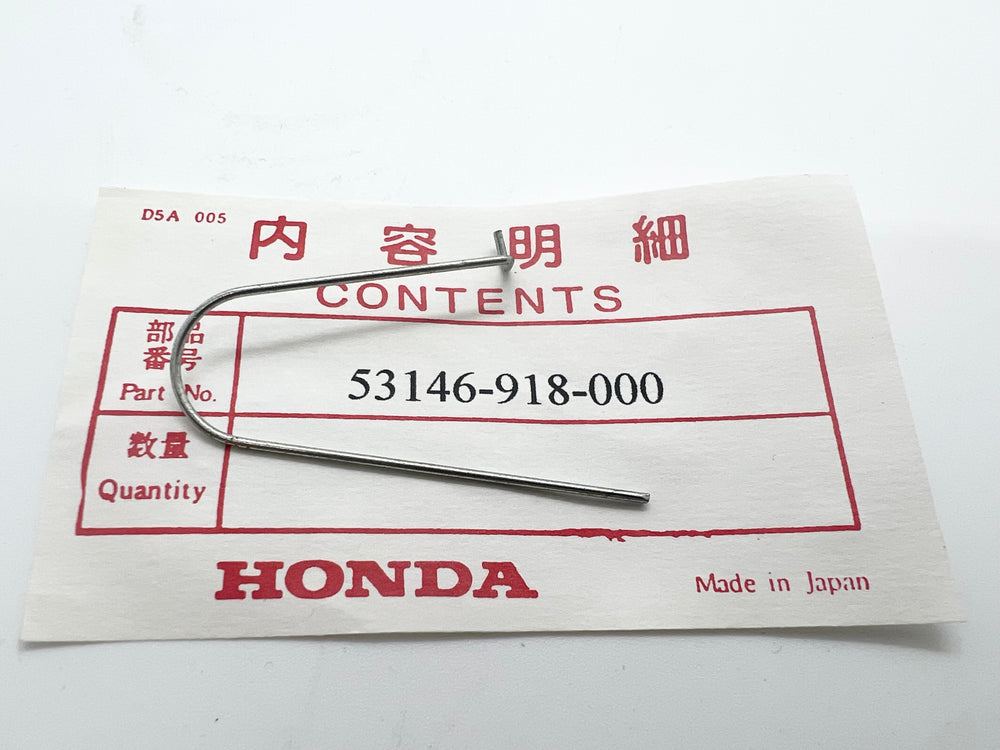 D5A 005
内容明細
CONTENTS
部品
番号
Part No.
53146-918-000
数量
Quantity
HONDA
Made in Japan